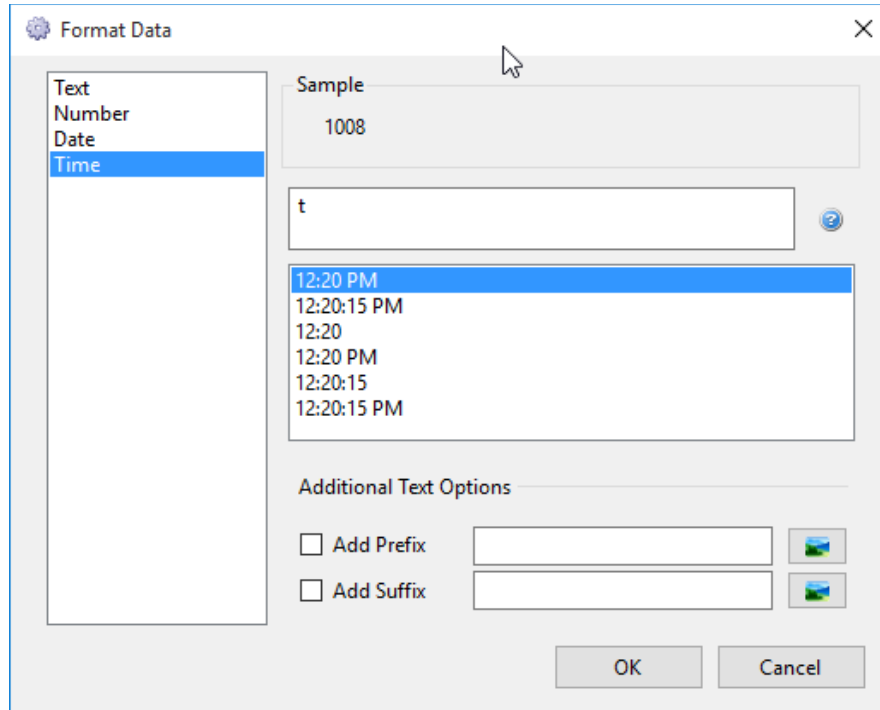 Format Data
Text
Number
Date
Time
Sample
1008
t
12:20 PM
12:20:15 PM
12:20
12:20 PM
12:20:15
12:20:15 PM
Additional Text Options
Add Prefix
Add Suffix
OK
Cancel